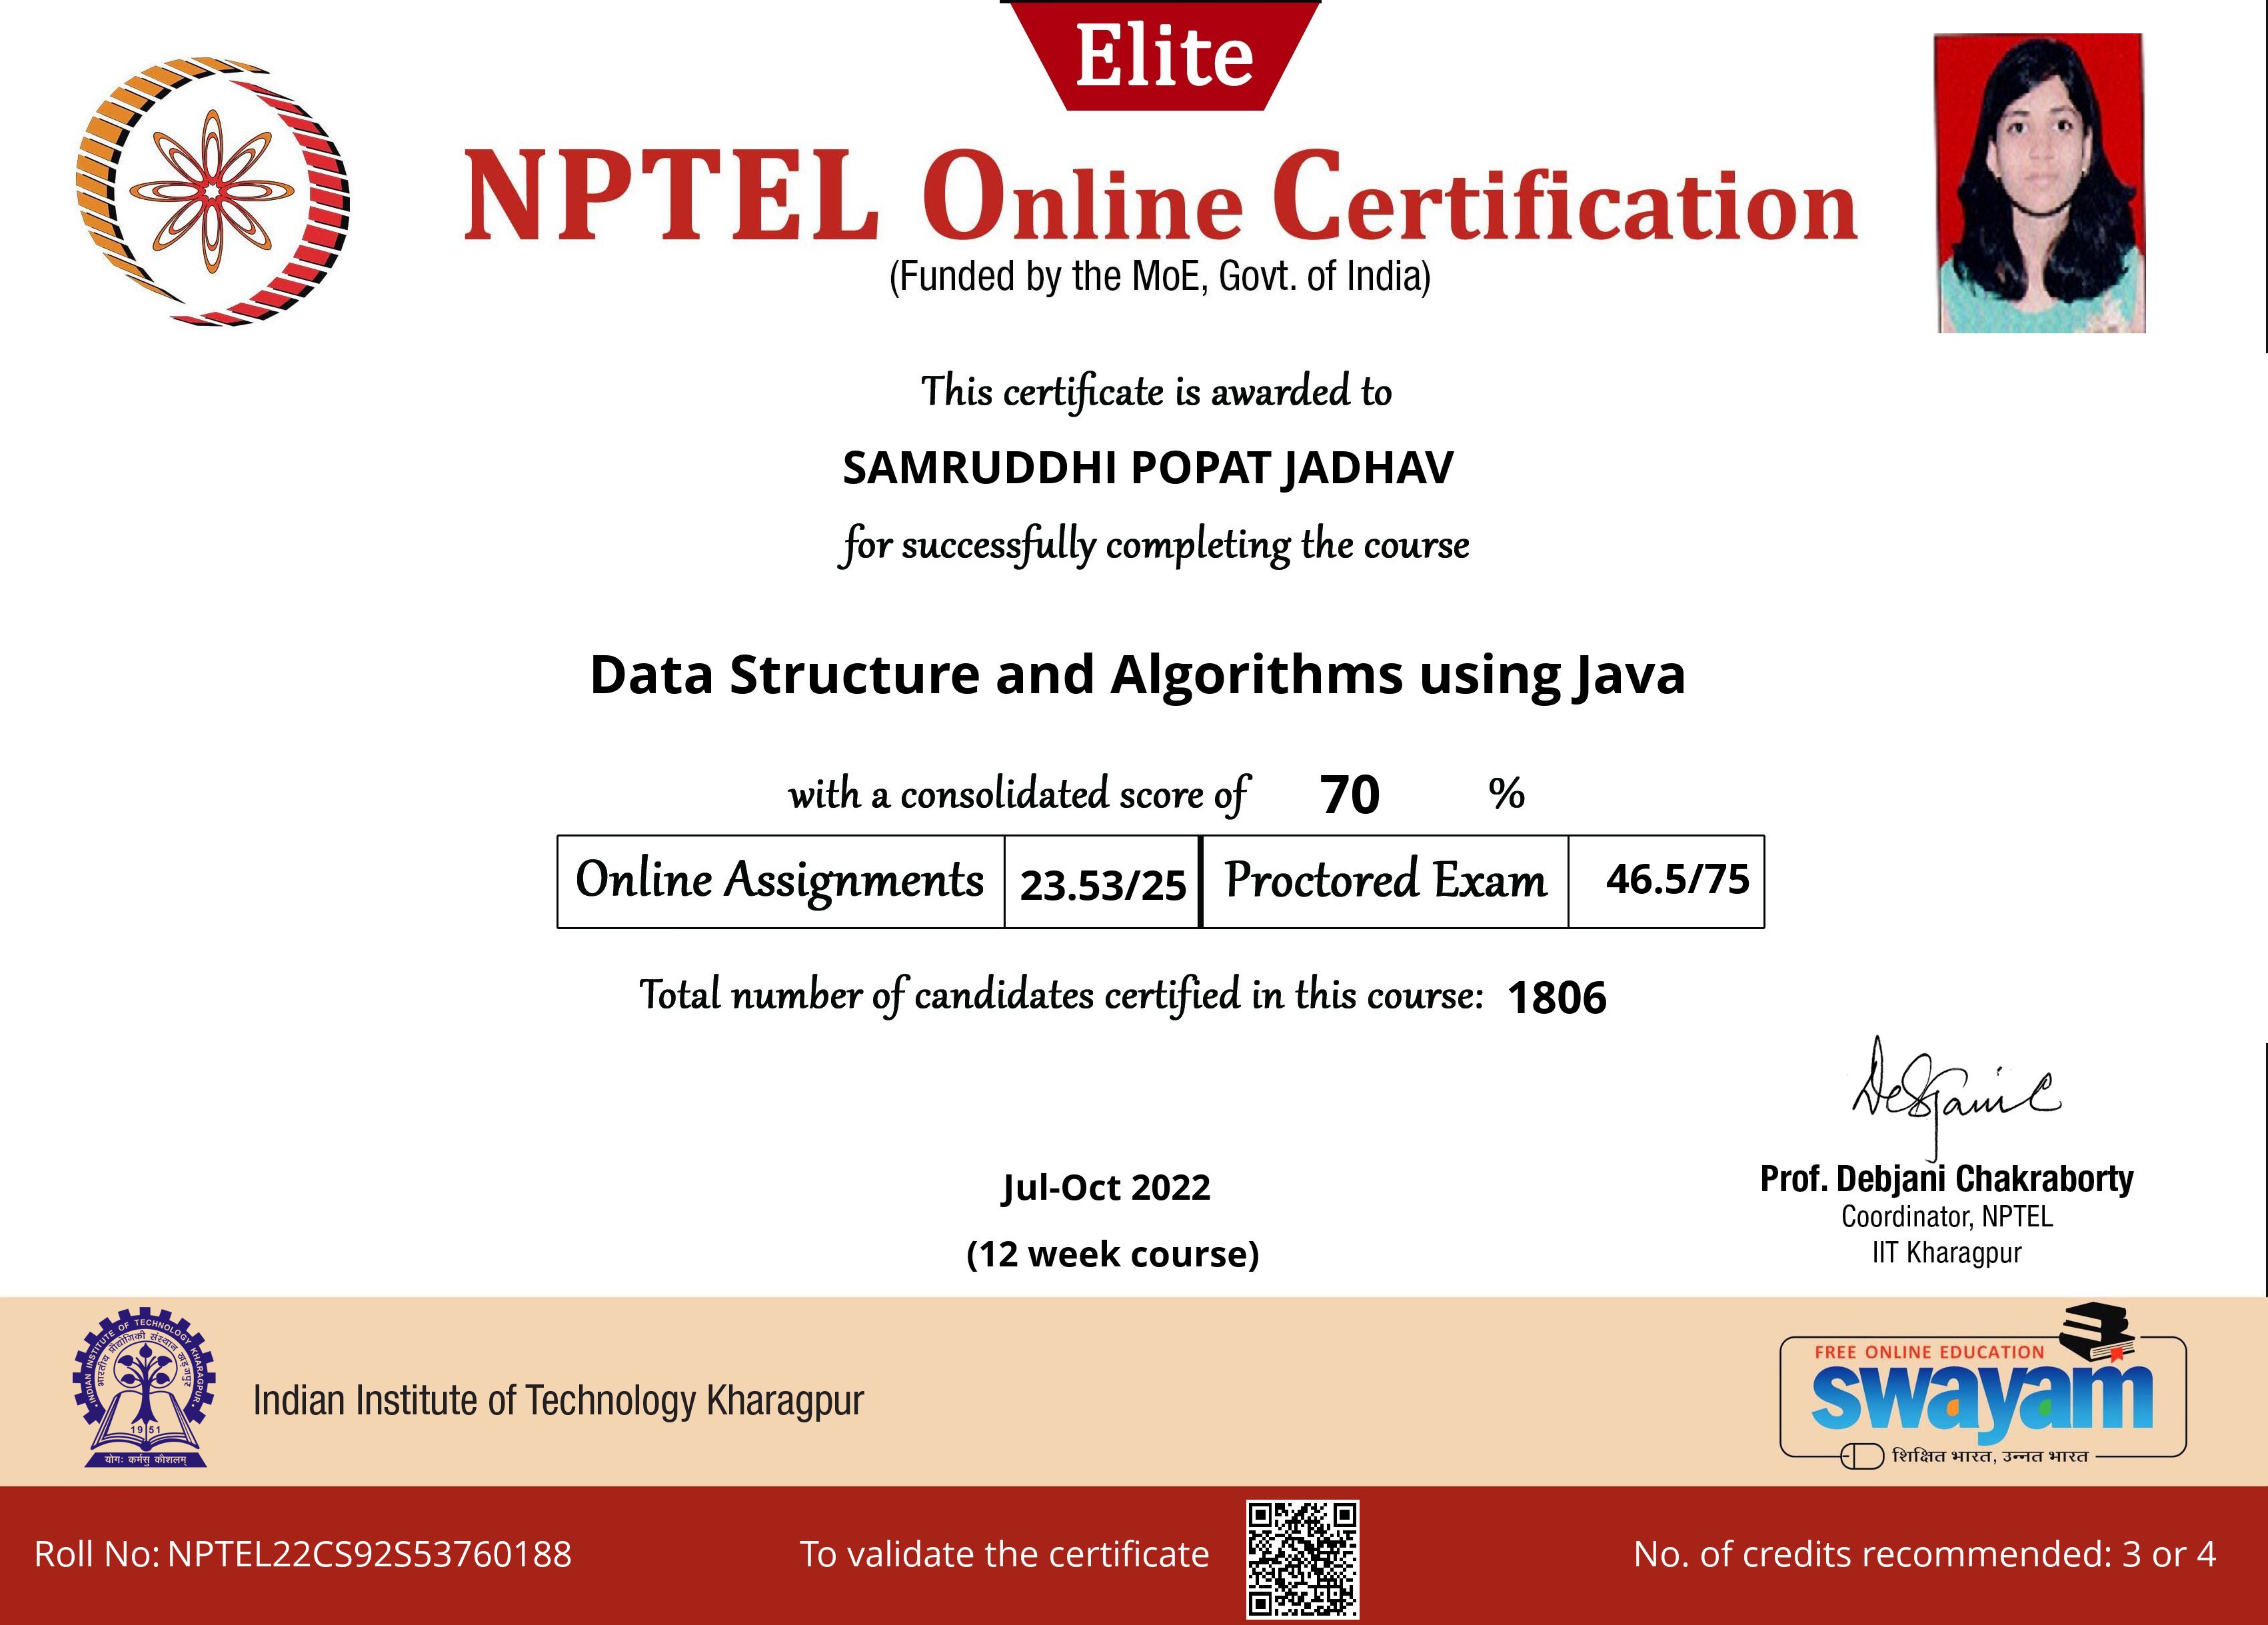 Elite
NPTEL Online Certification
(Funded by the MoE, Govt. of India)
This certificate is awarded to
SAMRUDDHI POPAT JADHAV
for successfully completing the course
Data Structure and Algorithms using Java
with a consolidated score of 70 %
Online Assignments 23.53/25 Proctored Exam 46.5/75
Total number of candidates certified in this course: 1806
Debjani C
Prof. Debjani Chakraborty
Coordinator, NPTEL
IIT Kharagpur
Jul-Oct 2022
(12 week course)
INDIAN INSTITUTE OF TECHNOLOGY KHARAGPUR
भारतीय प्रौद्योगिकी संस्थान खड़गपुर
1951
योगः कर्मसु कौशलम्
Indian Institute of Technology Kharagpur
FREE ONLINE EDUCATION
swayam
शिक्षित भारत, उन्नत भारत
Roll No: NPTEL22CS92S53760188
To validate the certificate
No. of credits recommended: 3 or 4